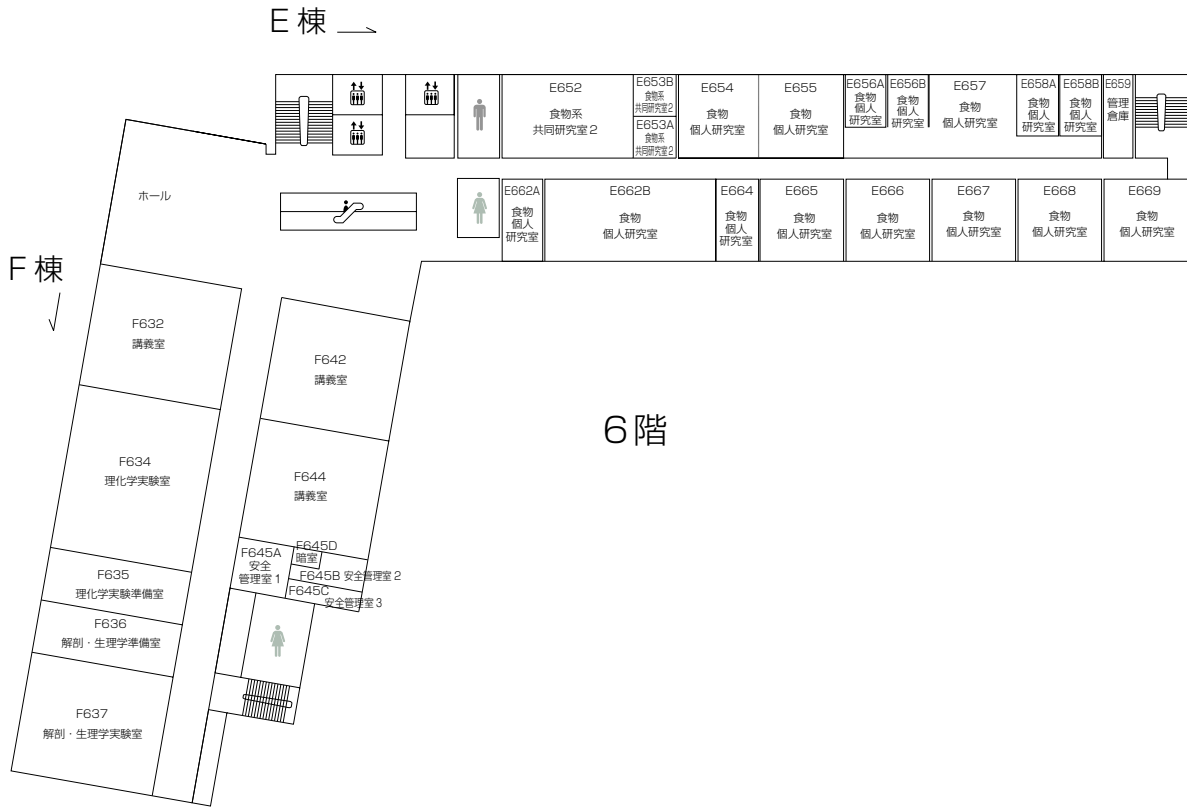 E棟
E652
食物系
共同研究室2
E653B
食物系
共同研究室2
E653A
食物系
共同研究室2
E654
食物
個人研究室
E655
食物
個人研究室
E656A
食物
個人
研究室
E656B
食物
個人
研究室
E657
食物
個人研究室
E658A
食物
個人
研究室
E658B
食物
個人
研究室
E659
管理
倉庫
ホール
E662A
食物
個人
研究室
E662B
食物
個人研究室
E664
食物
個人
研究室
E665
食物
個人研究室
E666
食物
個人研究室
E667
食物
個人研究室
E668
食物
個人研究室
E669
食物
個人研究室
F棟
F632
講義室
F642
講義室
6階
F634
理化学実験室
F644
講義室
F645A
安全
管理室1
F645D
暗室
F645B 安全管理室2
F645C
安全管理室3
F635
理化学実験準備室
F636
解剖・生理学準備室
F637
解剖・生理学実験室